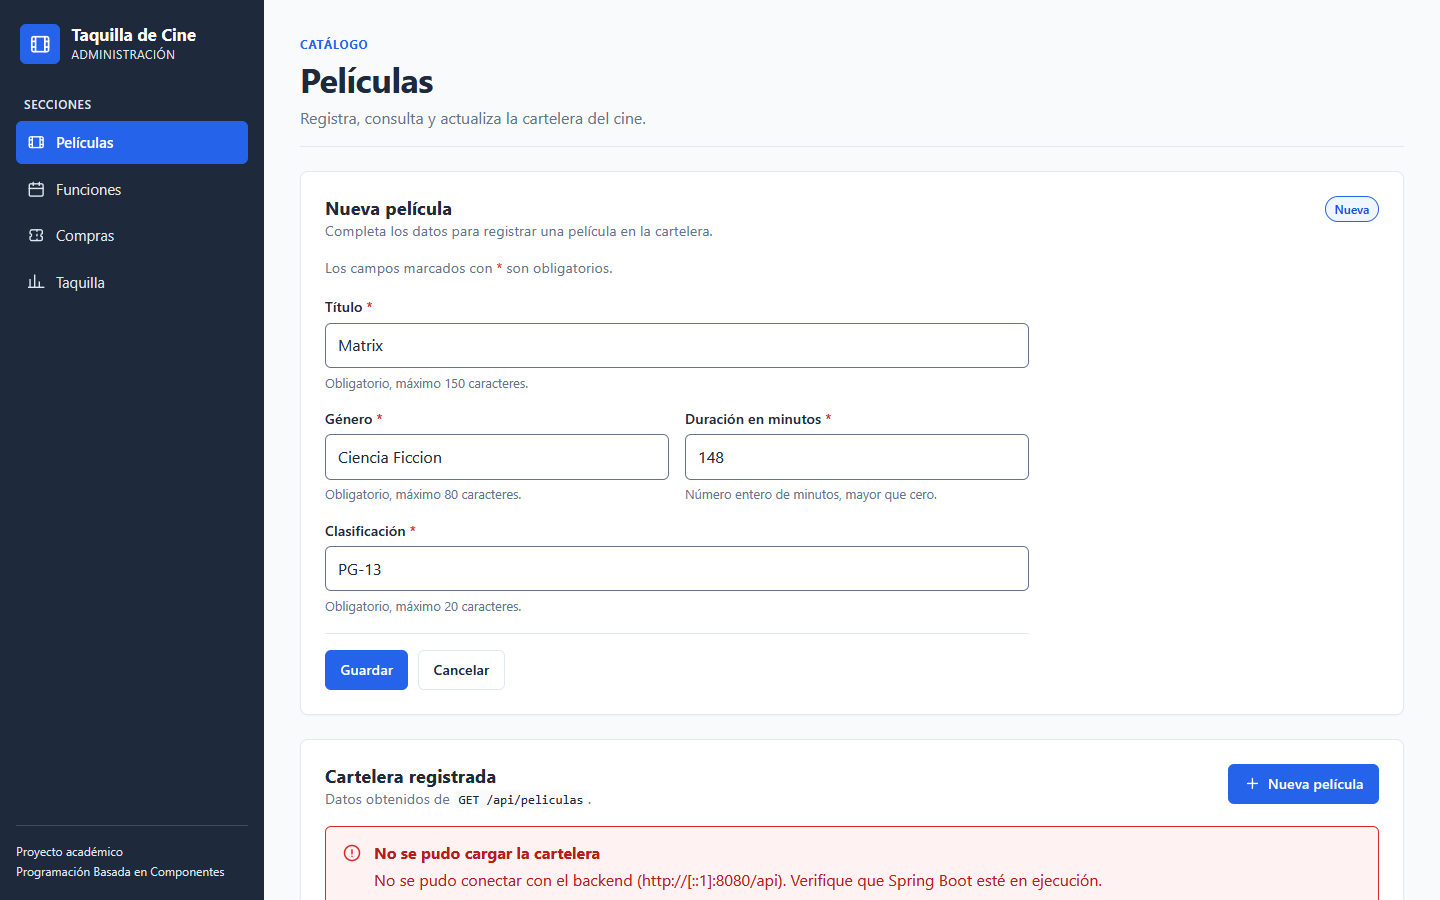 Taquilla de Cine
ADMINISTRACIÓN
SECCIONES
Películas
Funciones
Compras
Taquilla
Proyecto académico
Programación Basada en Componentes
CATÁLOGO
Películas
Registra, consulta y actualiza la cartelera del cine.
Nueva película
Nueva
Completa los datos para registrar una película en la cartelera.
Los campos marcados con * son obligatorios.
Título *
Matrix
Obligatorio, máximo 150 caracteres.
Género *
Duración en minutos *
Ciencia Ficcion
148
Obligatorio, máximo 80 caracteres.
Número entero de minutos, mayor que cero.
Clasificación *
PG-13
Obligatorio, máximo 20 caracteres.
Guardar
Cancelar
Cartelera registrada
Nueva película
Datos obtenidos de GET /api/peliculas.
No se pudo cargar la cartelera
No se pudo conectar con el backend (http://[::1]:8080/api). Verifique que Spring Boot esté en ejecución.